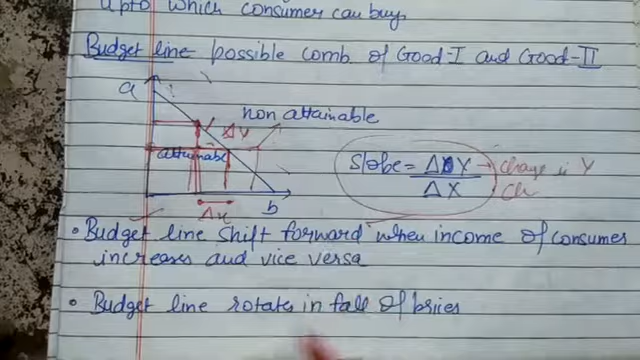 upto which consumer can buy.
Budget line - possible comb of Good-I and Good-II
a
non attainable
ΔY
attainable
Slope = ΔY → change in Y
ΔX Ch
Δx
b
• Budget line shift forward when income of consumer
increases and vice versa
• Budget line rotates in fall of prices